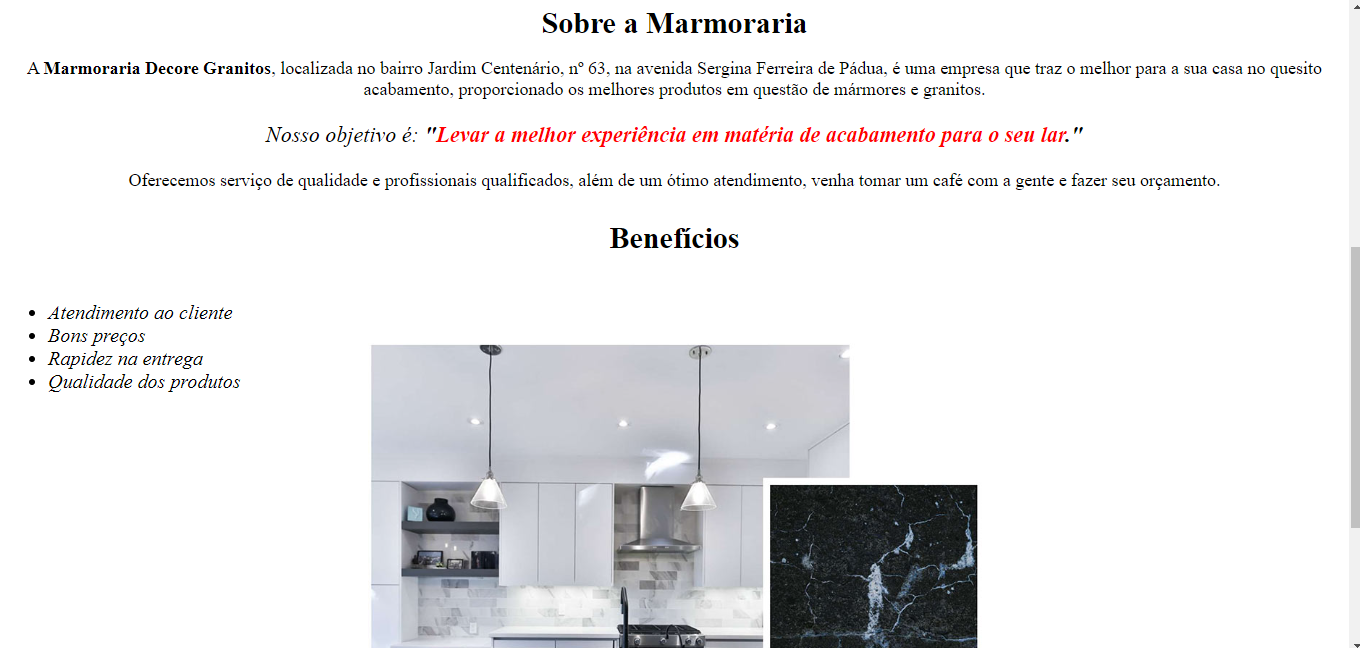 Sobre a Marmoraria
A Marmoraria Decore Granitos, localizada no bairro Jardim Centenário, nº 63, na avenida Sergina Ferreira de Pádua, é uma empresa que traz o melhor para a sua casa no quesito
acabamento, proporcionado os melhores produtos em questão de mármores e granitos.
Nosso objetivo é: "Levar a melhor experiência em matéria de acabamento para o seu lar."
Oferecemos serviço de qualidade e profissionais qualificados, além de um ótimo atendimento, venha tomar um café com a gente e fazer seu orçamento.
Benefícios
• Atendimento ao cliente
• Bons preços
• Rapidez na entrega
• Qualidade dos produtos